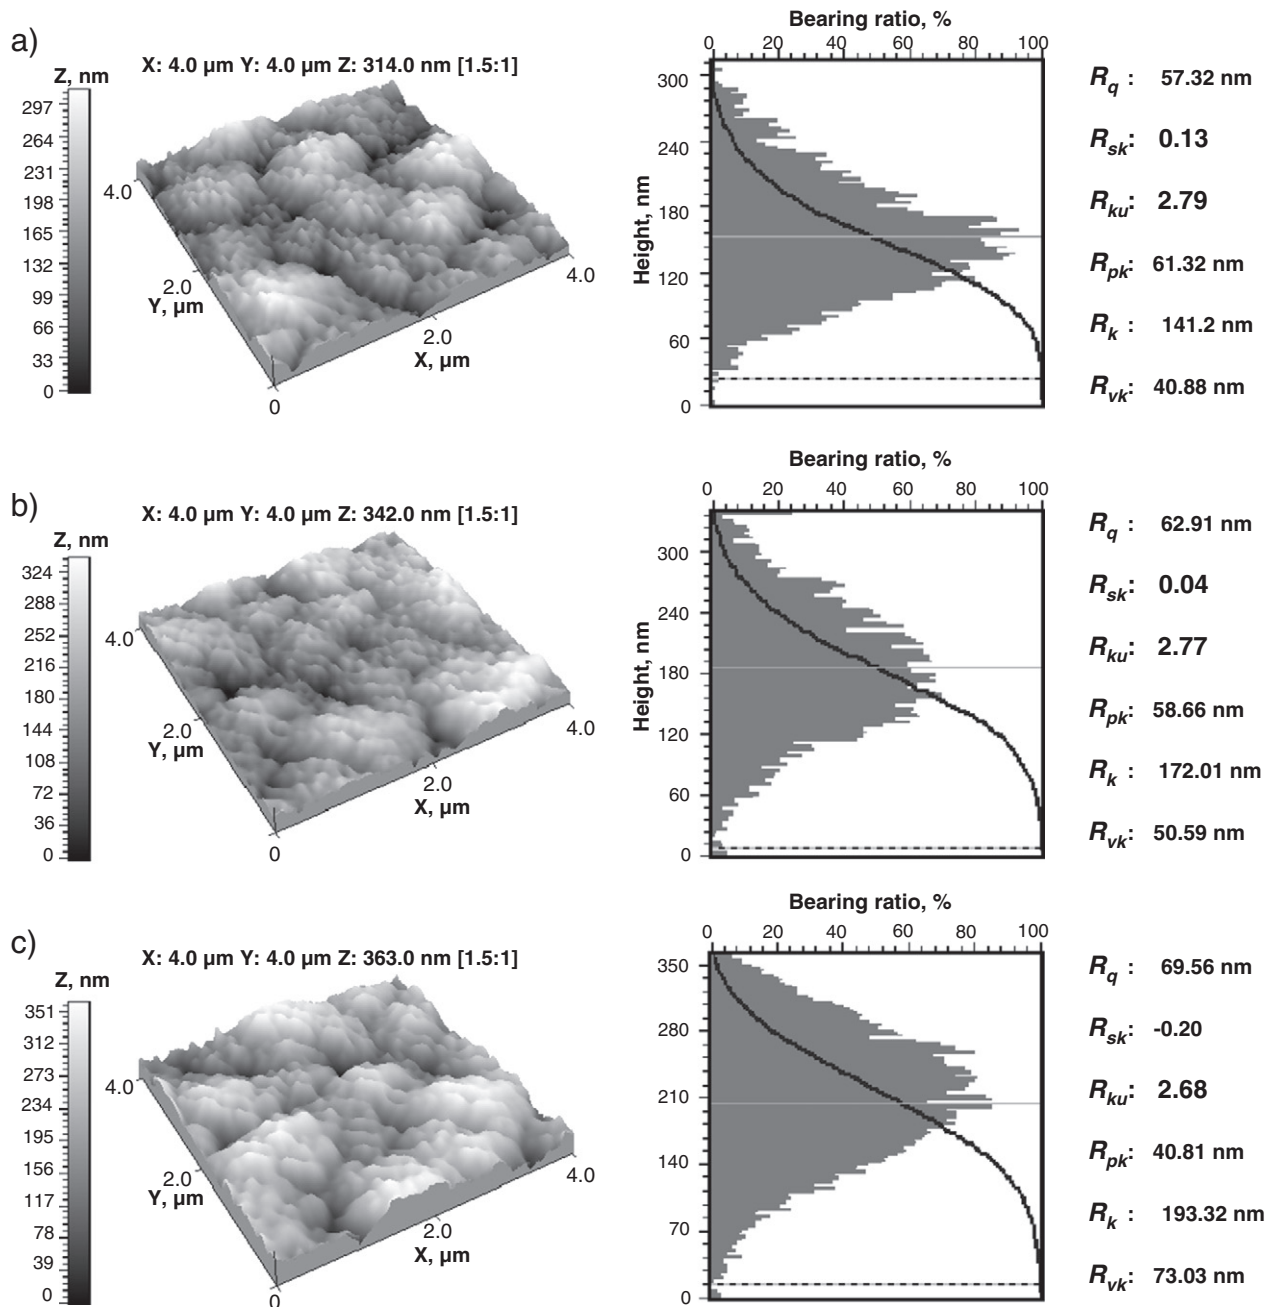 a)
X: 4.0 µm Y: 4.0 µm Z: 314.0 nm [1.5:1]
Z, nm
297
264
231
198
165
132
99
66
33
0
4.0
2.0
Y, µm
0
2.0
X, µm
4.0
Bearing ratio, %
0 20 40 60 80 100
Height, nm
300
240
180
120
60
0
Rq : 57.32 nm
Rsk: 0.13
Rku: 2.79
Rpk: 61.32 nm
Rk : 141.2 nm
Rvk: 40.88 nm
b)
X: 4.0 µm Y: 4.0 µm Z: 342.0 nm [1.5:1]
Z, nm
324
288
252
216
180
144
108
72
36
0
4.0
2.0
Y, µm
0
2.0
X, µm
4.0
Bearing ratio, %
0 20 40 60 80 100
Height, nm
300
240
180
120
60
0
Rq : 62.91 nm
Rsk: 0.04
Rku: 2.77
Rpk: 58.66 nm
Rk : 172.01 nm
Rvk: 50.59 nm
c)
X: 4.0 µm Y: 4.0 µm Z: 363.0 nm [1.5:1]
Z, nm
351
312
273
234
195
156
117
78
39
0
4.0
2.0
Y, µm
0
2.0
X, µm
4.0
Bearing ratio, %
0 20 40 60 80 100
350
280
210
140
70
0
Rq : 69.56 nm
Rsk: -0.20
Rku: 2.68
Rpk: 40.81 nm
Rk : 193.32 nm
Rvk: 73.03 nm